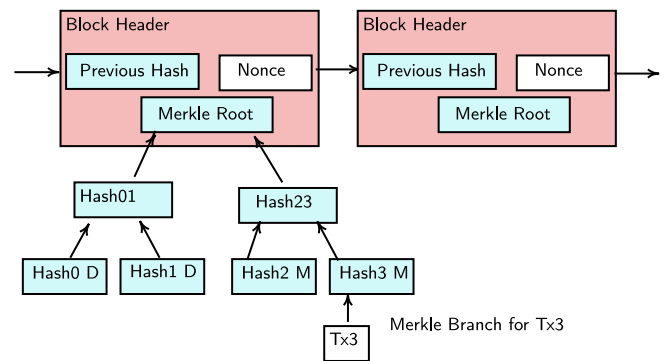 Block Header
Previous Hash
Nonce
Merkle Root
Block Header
Previous Hash
Nonce
Merkle Root
Hash01
Hash23
Hash0 D
Hash1 D
Hash2 M
Hash3 M
Tx3
Merkle Branch for Tx3